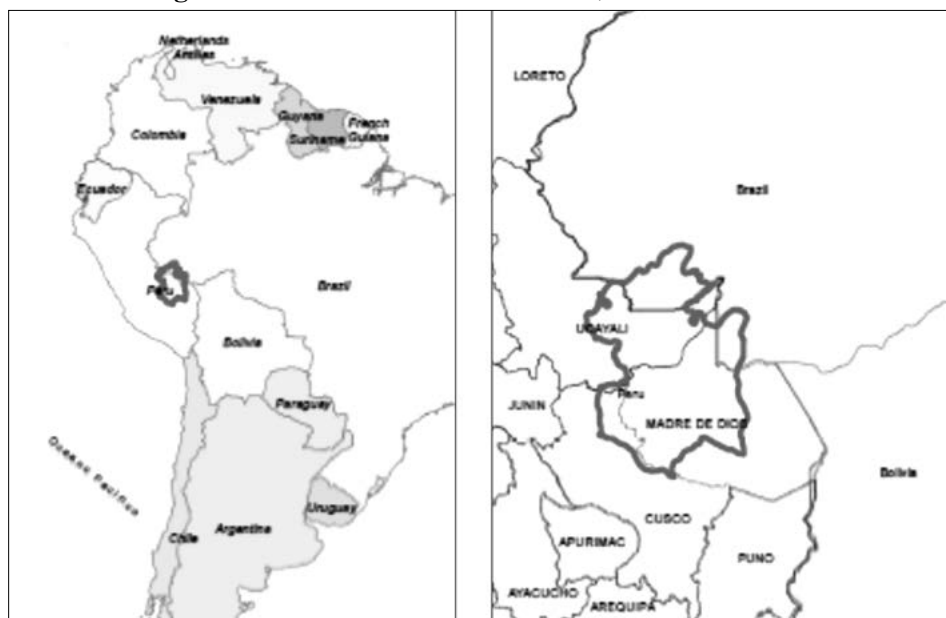 Netherlands
Antilles
Venezuela
Guyana
French
Guiana
Suriname
Colombia
Ecuador
Peru
Brazil
Bolivia
Paraguay
Oceano Pacifico
Uruguay
Argentina
Chile
LORETO
Brazil
UCAYALI
Peru
JUNIN
MADRE DE DIOS
Bolivia
CUSCO
APURIMAC
PUNO
AYACUCHO
AREQUIPA